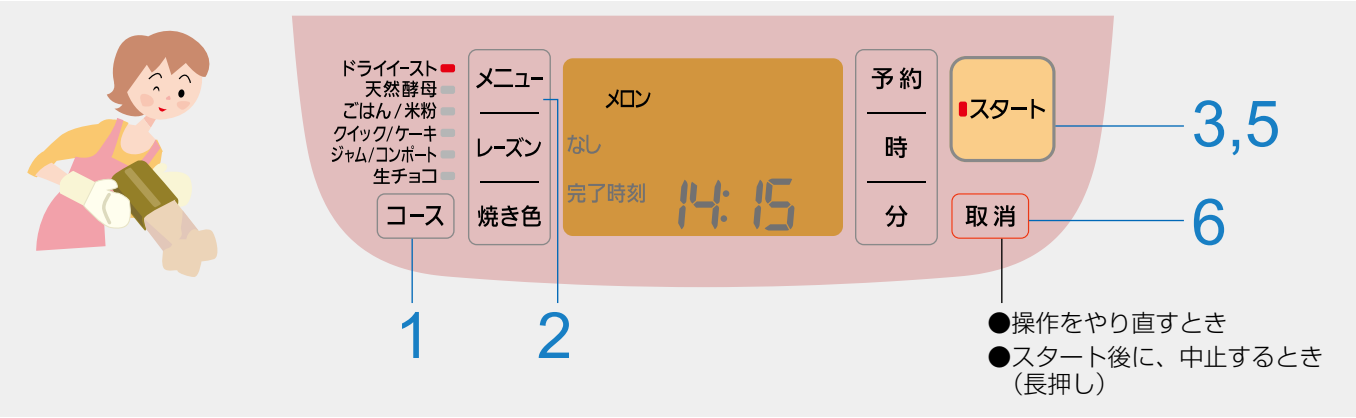 ドライイースト
天然酵母
ごはん/米粉
クイック/ケーキ
ジャム/コンポート
生チョコ
コース
メニュー
レーズン
焼き色
メロン
なし
完了時刻 14:15
予約
時
分
スタート
取消
1
2
3,5
6
●操作をやり直すとき
●スタート後に、中止するとき
（長押し）